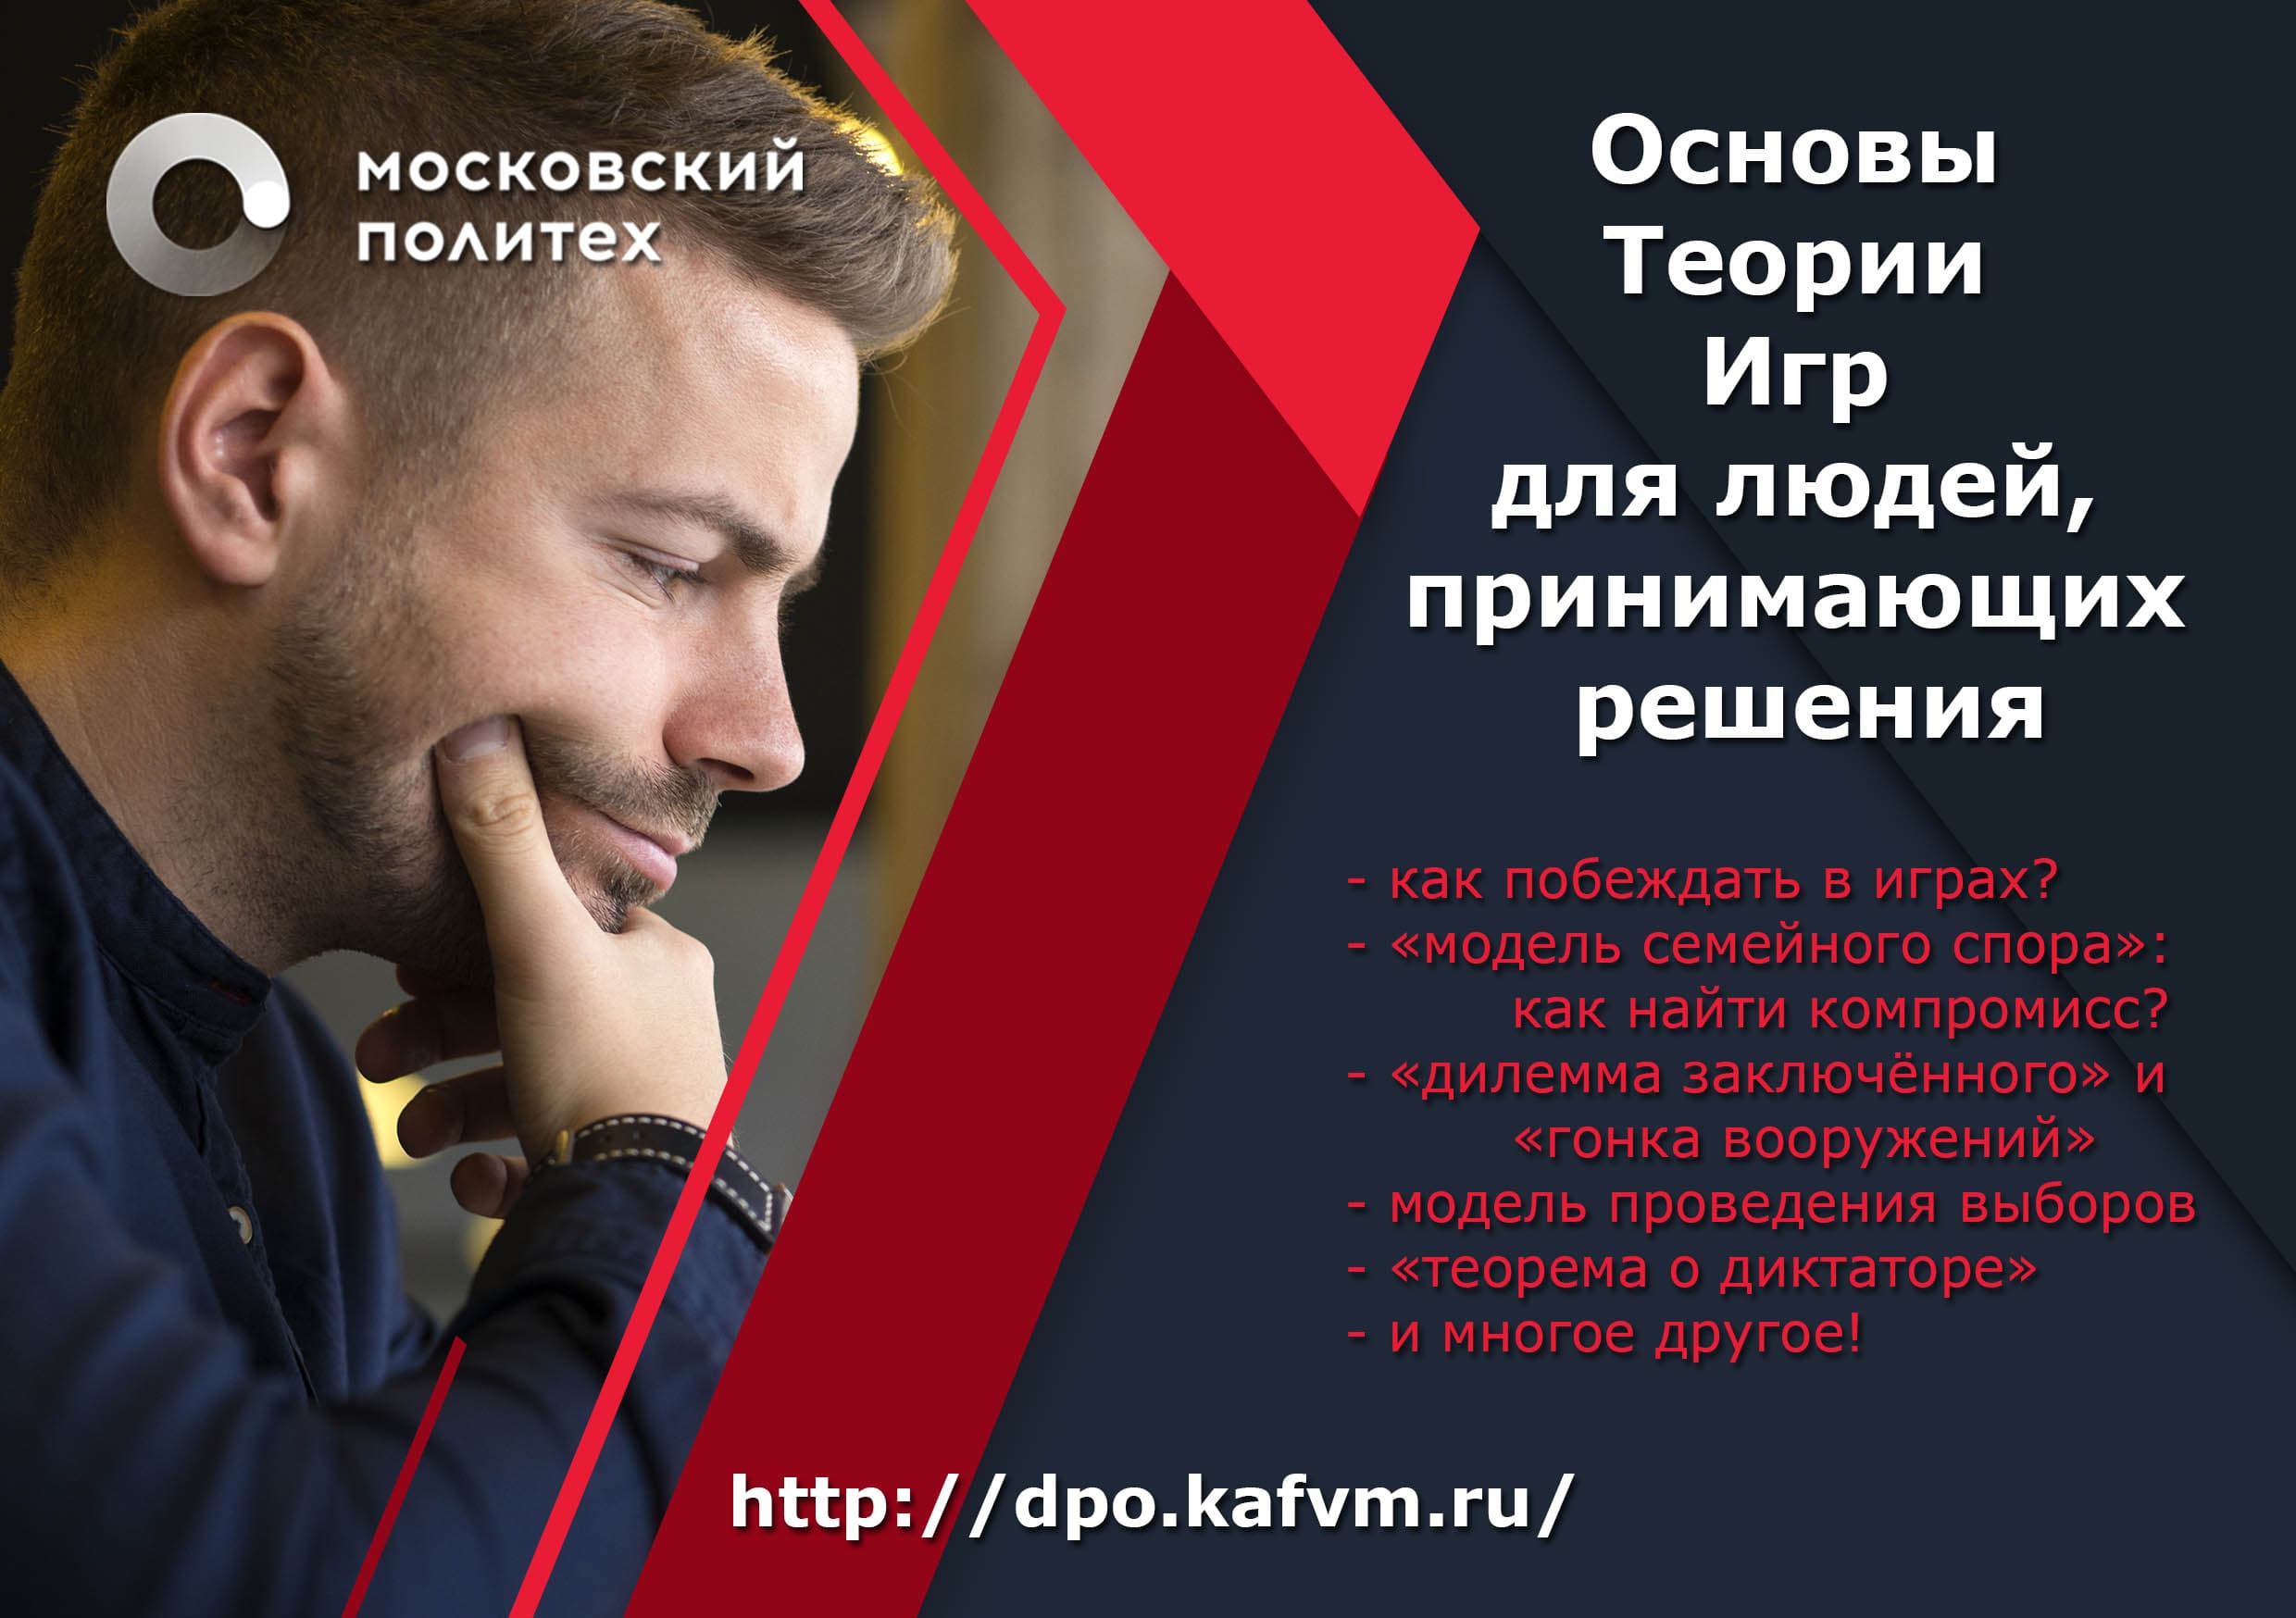 московский
политех
Основы
Теории
Игр
для людей,
принимающих
решения
- как побеждать в играх?
- «модель семейного спора»:
как найти компромисс?
- «дилемма заключённого» и
«гонка вооружений»
- модель проведения выборов
- «теорема о диктаторе»
- и многое другое!
http://dpo.kafvm.ru/